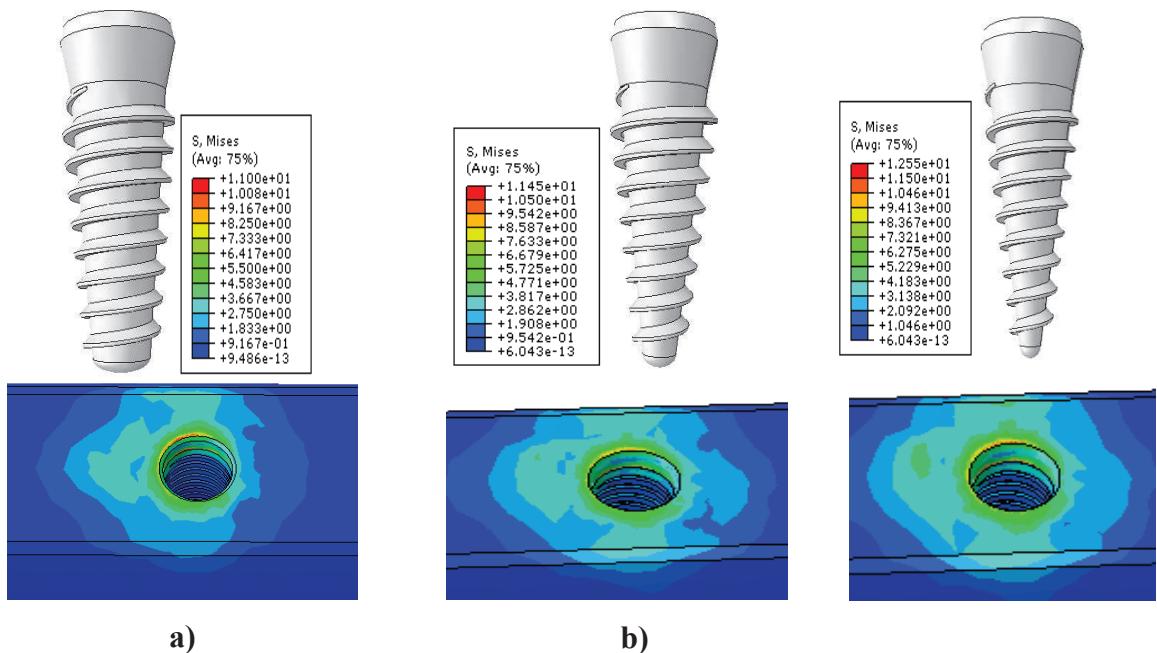 S, Mises
(Avg: 75%)
+1.100e+01
+1.008e+01
+9.167e+00
+8.250e+00
+7.333e+00
+6.417e+00
+5.500e+00
+4.583e+00
+3.667e+00
+2.750e+00
+1.833e+00
+9.167e-01
+9.486e-13
S, Mises
(Avg: 75%)
+1.145e+01
+1.050e+01
+9.542e+00
+8.587e+00
+7.633e+00
+6.679e+00
+5.725e+00
+4.771e+00
+3.817e+00
+2.862e+00
+1.908e+00
+9.542e-01
+6.043e-13
S, Mises
(Avg: 75%)
+1.255e+01
+1.150e+01
+1.046e+01
+9.413e+00
+8.367e+00
+7.321e+00
+6.275e+00
+5.229e+00
+4.183e+00
+3.138e+00
+2.092e+00
+1.046e+00
+6.043e-13
a)
b)